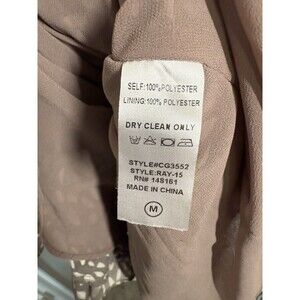 SELF:100%POLYESTER
LINING:100% POLYESTER
DRY CLEAN ONLY
STYLE#CG3552
STYLE:RAY-15
RN# 148161
MADE IN CHINA
M